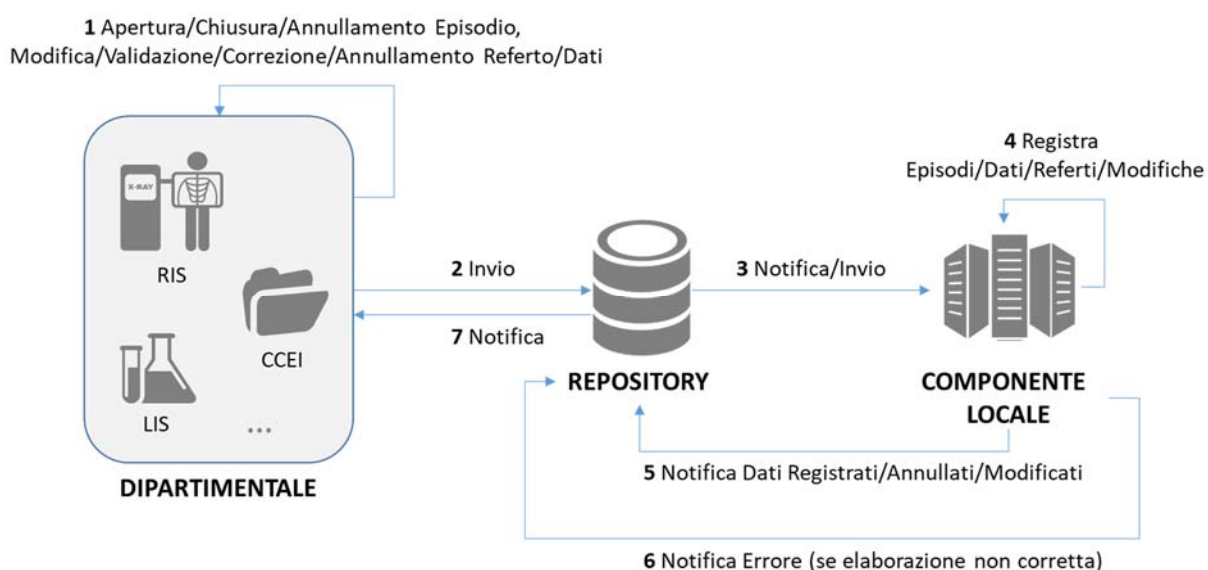 1 Apertura/Chiusura/Annullamento Episodio,
Modifica/Validazione/Correzione/Annullamento Referto/Dati
X-RAY
RIS
CCEI
LIS
...
DIPARTIMENTALE
2 Invio
7 Notifica
REPOSITORY
3 Notifica/Invio
4 Registra
Episodi/Dati/Referti/Modifiche
COMPONENTE
LOCALE
5 Notifica Dati Registrati/Annullati/Modificati
6 Notifica Errore (se elaborazione non corretta)